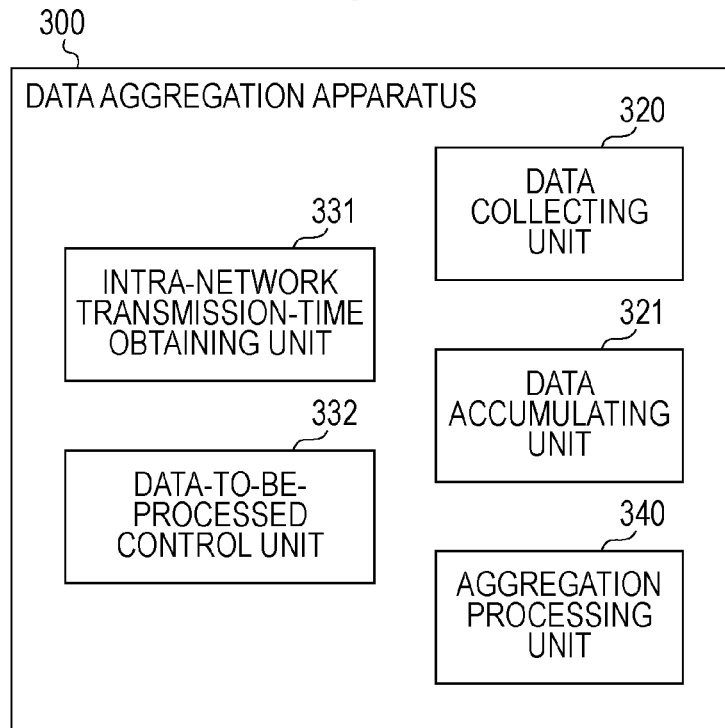 300
DATA AGGREGATION APPARATUS
320
DATA
COLLECTING
UNIT
331
INTRA-NETWORK
TRANSMISSION-TIME
OBTAINING UNIT
321
DATA
ACCUMULATING
UNIT
332
DATA-TO-BE-
PROCESSED
CONTROL UNIT
340
AGGREGATION
PROCESSING
UNIT